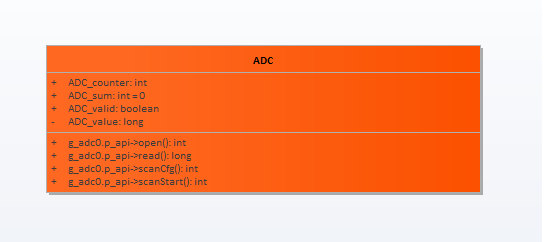 ADC
+ ADC_counter: int
+ ADC_sum: int = 0
+ ADC_valid: boolean
- ADC_value: long
+ g_adc0.p_api->open(): int
+ g_adc0.p_api->read(): long
+ g_adc0.p_api->scanCfg(): int
+ g_adc0.p_api->scanStart(): int